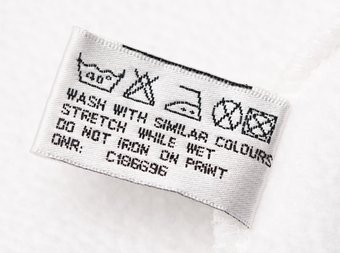 40°
WASH WITH SIMILAR COLOURS
STRETCH WHILE WET
DO NOT IRON ON PRINT
ONR: C186696